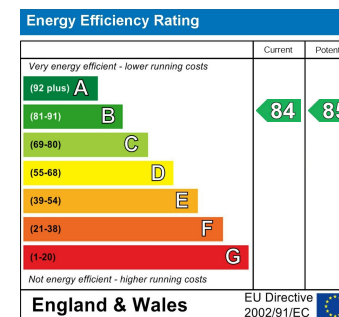 Energy Efficiency Rating
Current Potent
Very energy efficient - lower running costs
(92 plus) A
(81-91) B 84 85
(69-80) C
(55-68) D
(39-54) E
(21-38) F
(1-20) G
Not energy efficient - higher running costs
England & Wales
EU Directive
2002/91/EC